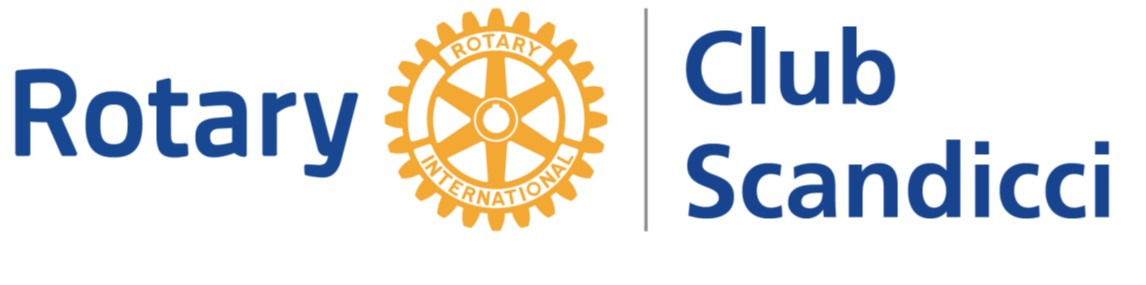 Rotary
ROTARY
INTERNATIONAL
Club
Scandicci